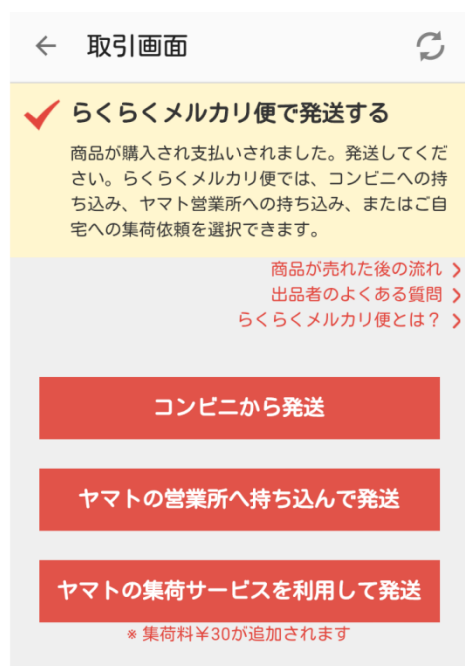 取引画面
らくらくメルカリ便で発送する
商品が購入され支払いされました。発送してくだ
さい。らくらくメルカリ便では、コンビニへの持
ち込み、ヤマト営業所への持ち込み、またはご自
宅への集荷依頼を選択できます。
商品が売れた後の流れ
出品者のよくある質問
らくらくメルカリ便とは？
コンビニから発送
ヤマトの営業所へ持ち込んで発送
ヤマトの集荷サービスを利用して発送
※ 集荷料¥30が追加されます